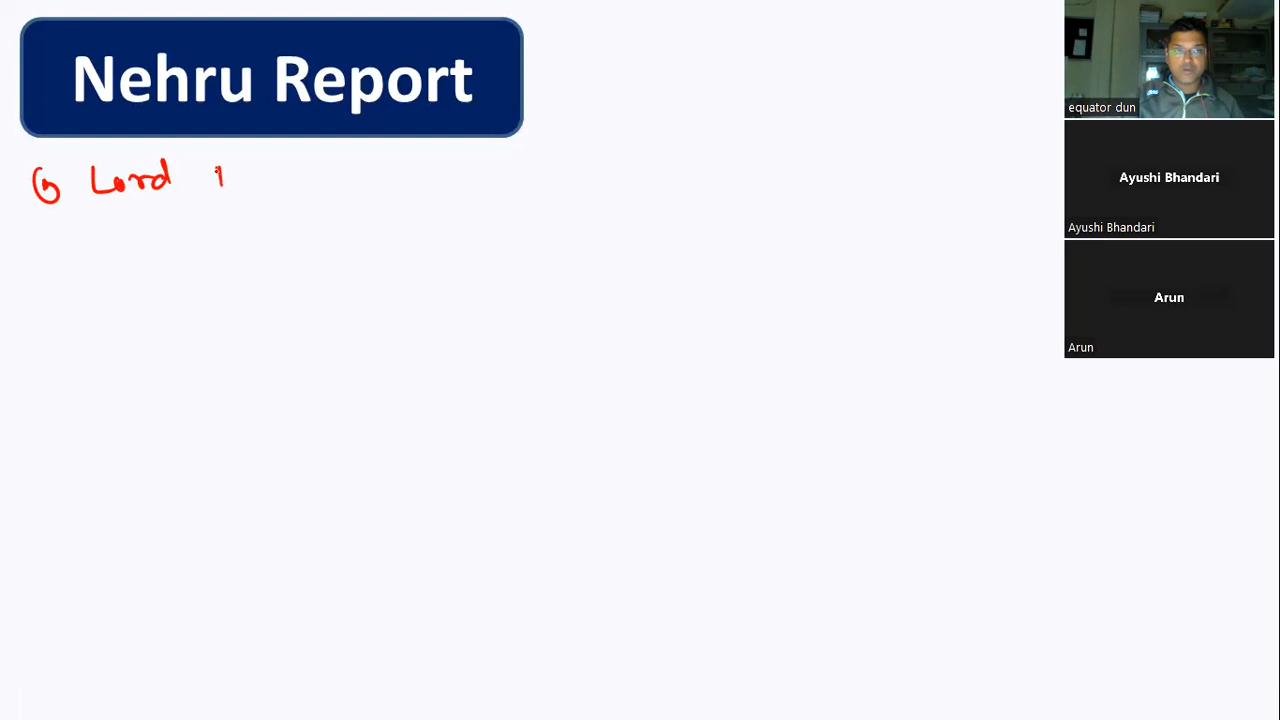 Nehru Report
Lord
equator dun
Ayushi Bhandari
Ayushi Bhandari
Arun
Arun